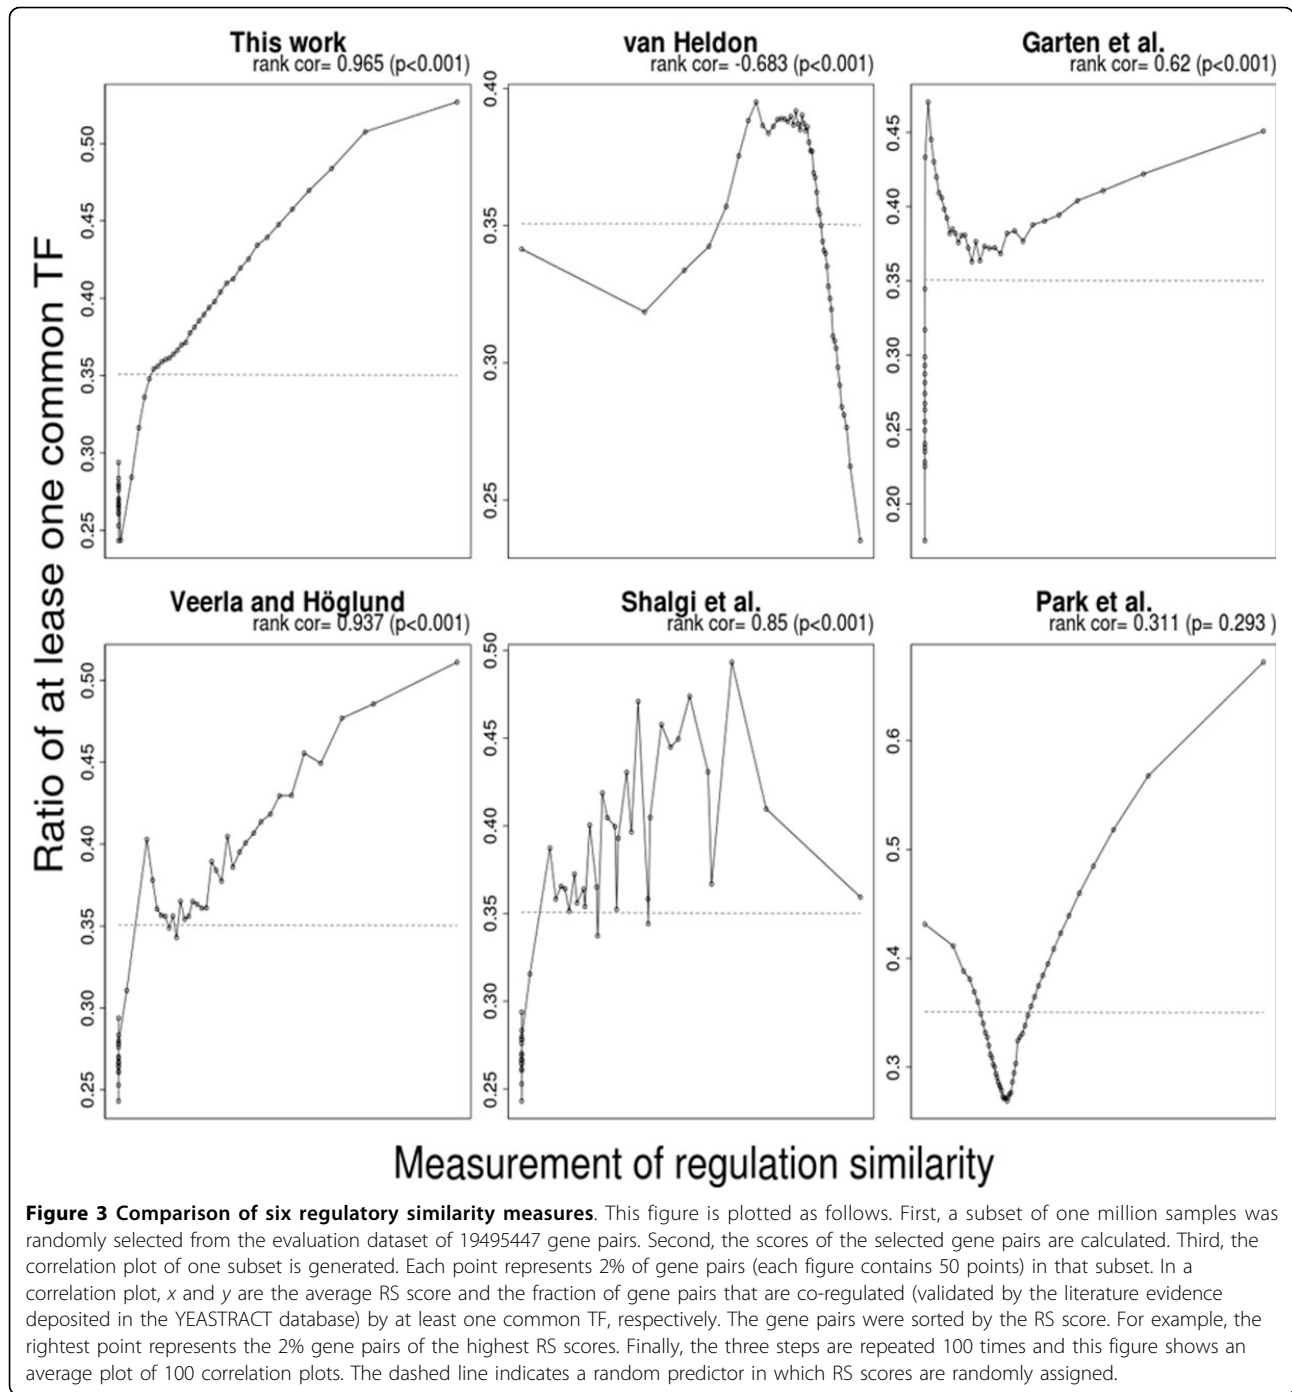 This work
rank cor= 0.965 (p<0.001)
van Heldon
rank cor= -0.683 (p<0.001)
Garten et al.
rank cor= 0.62 (p<0.001)
0.50
0.45
0.40
0.35
0.30
0.25
0.40
0.35
0.30
0.25
0.45
0.40
0.35
0.30
0.25
0.20
Ratio of at lease one common TF
Veerla and Höglund
rank cor= 0.937 (p<0.001)
Shalgi et al.
rank cor= 0.85 (p<0.001)
Park et al.
rank cor= 0.311 (p= 0.293 )
0.50
0.45
0.40
0.35
0.30
0.25
0.50
0.45
0.40
0.35
0.30
0.25
0.6
0.5
0.4
0.3
Measurement of regulation similarity
Figure 3 Comparison of six regulatory similarity measures. This figure is plotted as follows. First, a subset of one million samples was
randomly selected from the evaluation dataset of 19495447 gene pairs. Second, the scores of the selected gene pairs are calculated. Third, the
correlation plot of one subset is generated. Each point represents 2% of gene pairs (each figure contains 50 points) in that subset. In a
correlation plot, x and y are the average RS score and the fraction of gene pairs that are co-regulated (validated by the literature evidence
deposited in the YEASTRACT database) by at least one common TF, respectively. The gene pairs were sorted by the RS score. For example, the
rightest point represents the 2% gene pairs of the highest RS scores. Finally, the three steps are repeated 100 times and this figure shows an
average plot of 100 correlation plots. The dashed line indicates a random predictor in which RS scores are randomly assigned.